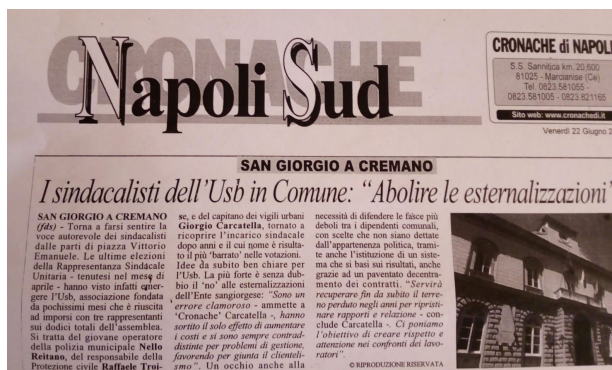 CRONACHE
Napoli Sud
CRONACHE di NAPOLI
S.S. Sannitica km. 20,600
81025 - Marcianise (Ce)
Tel. 0823.581055 -
0823.581005 - 0823.821165
Sito web: www.cronachedi.it
Venerdì 22 Giugno 2
SAN GIORGIO A CREMANO
I sindacalisti dell'Usb in Comune: "Abolire le esternalizzazioni"
SAN GIORGIO A CREMANO
(fds) - Torna a farsi sentire la
voce autorevole dei sindacalisti
dalle parti di piazza Vittorio
Emanuele. Le ultime elezioni
della Rappresentanza Sindacale
Unitaria - tenutesi nel mese di
aprile - hanno visto infatti emer-
gere l'Usb, associazione fondata
da pochissimi mesi che è riuscita
ad imporsi con tre rappresentanti
sui dodici totali dell'assemblea.
Si tratta del giovane operatore
della polizia municipale Nello
Reitano, del responsabile della
Protezione civile Raffaele Troi-
se, e del capitano dei vigili urbani
Giorgio Carcatella, tornato a
ricoprire l'incarico sindacale
dopo anni e il cui nome è risulta-
to il più 'barrato' nelle votazioni.
Idee da subito ben chiare per
l'Usb. La più forte è senza dub-
bio il 'no' alle esternalizzazioni
dell'Ente sangiorgese: "Sono un
errore clamoroso - ammette a
'Cronache' Carcatella -, hanno
sortito il solo effetto di aumentare
i costi e si sono sempre contrad-
distinte per problemi di gestione,
favorendo per giunta il clienteli-
smo". Un occhio anche alla
necessità di difendere le fasce più
deboli tra i dipendenti comunali,
con scelte che non siano dettate
dall'appartenenza politica, trami-
te anche l'istituzione di un siste-
ma che si basi sui risultati, anche
grazie ad un paventato decentra-
mento dei contratti. "Servirà
recuperare fin da subito il terre-
no perduto negli anni per ripristi-
nare rapporti e relazione - con-
clude Carcatella -. Ci poniamo
l'obiettivo di creare rispetto e
attenzione nei confronti dei lavo-
ratori".
© RIPRODUZIONE RISERVATA